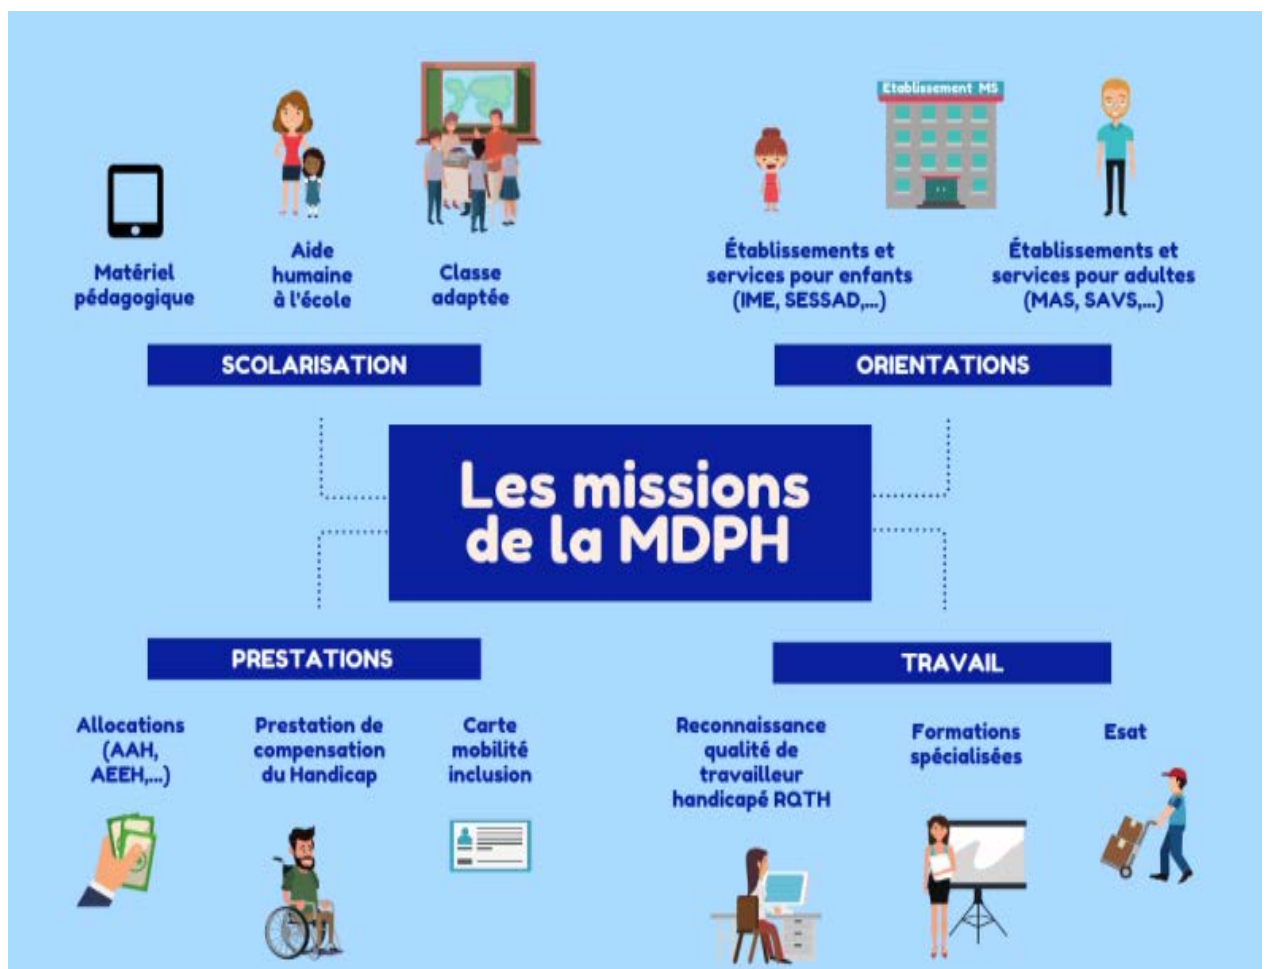 Etablissement MS
Matériel
pédagogique
Aide
humaine
à l'école
Classe
adaptée
SCOLARISATION
Établissements et
services pour enfants
(IME, SESSAD,...)
Établissements et
services pour adultes
(MAS, SAVS,...)
ORIENTATIONS
Les missions
de la MDPH
PRESTATIONS
Allocations
(AAH,
AEEH,...)
Prestation de
compensation
du Handicap
Carte
mobilité
inclusion
TRAVAIL
Reconnaissance
qualité de
travailleur
handicapé RQTH
Formations
spécialisées
Esat